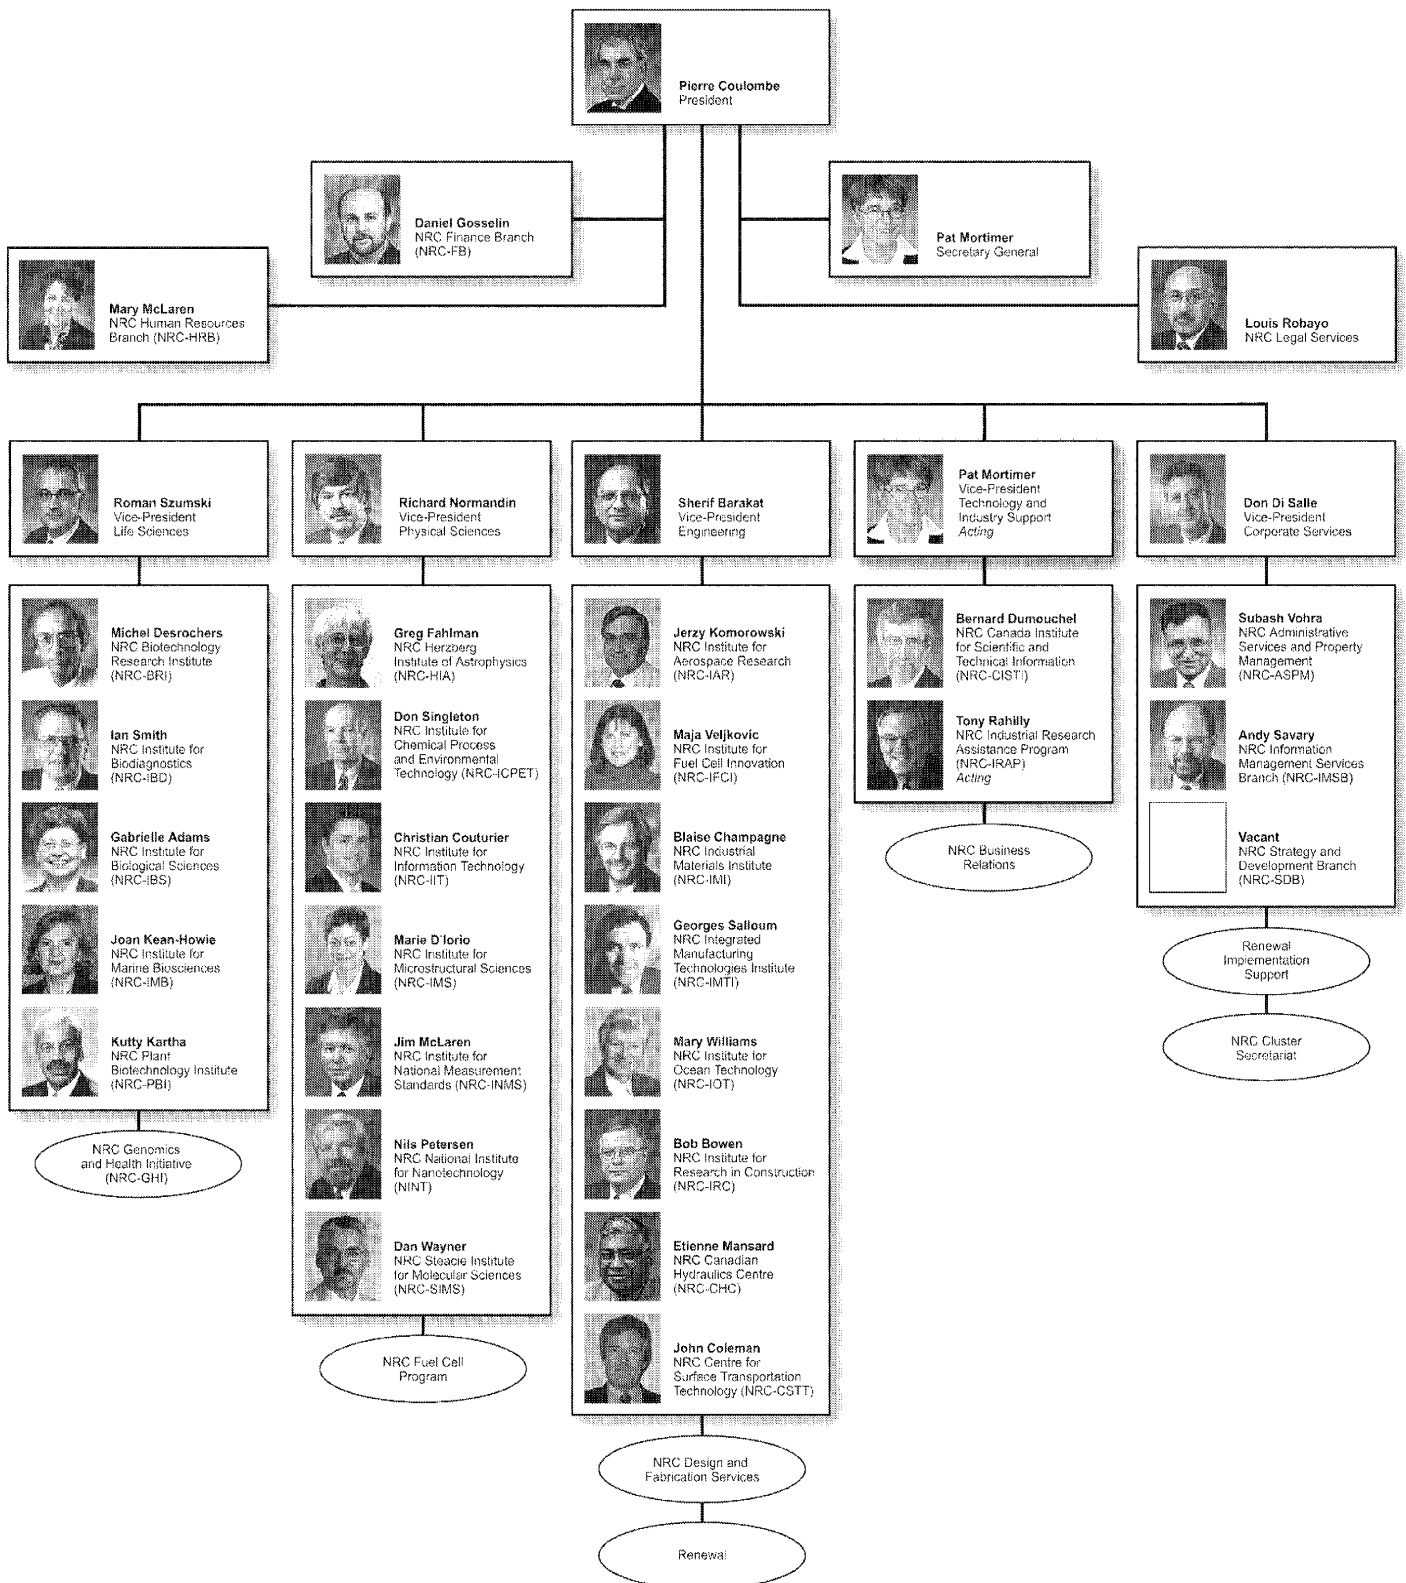 Pierre Coulombe
President
Daniel Gosselin
NRC Finance Branch
(NRC-FB)
Pat Mortimer
Secretary General
Mary McLaren
NRC Human Resources
Branch (NRC-HRB)
Louis Robayo
NRC Legal Services
Roman Szumski
Vice-President
Life Sciences
Richard Normandin
Vice-President
Physical Sciences
Sherif Barakat
Vice-President
Engineering
Pat Mortimer
Vice-President
Technology and
Industry Support
Acting
Don Di Salle
Vice-President
Corporate Services
Michel Desrochers
NRC Biotechnology
Research Institute
(NRC-BRI)
Ian Smith
NRC Institute for
Biodiagnostics
(NRC-IBD)
Gabrielle Adams
NRC Institute for
Biological Sciences
(NRC-IBS)
Joan Kean-Howie
NRC Institute for
Marine Biosciences
(NRC-IMB)
Kutty Kartha
NRC Plant
Biotechnology Institute
(NRC-PBI)
NRC Genomics
and Health Initiative
(NRC-GHI)
Greg Fahlman
NRC Herzberg
Institute of Astrophysics
(NRC-HIA)
Don Singleton
NRC Institute for
Chemical Process
and Environmental
Technology (NRC-ICPET)
Christian Couturier
NRC Institute for
Information Technology
(NRC-IIT)
Marie D'Iorio
NRC Institute for
Microstructural Sciences
(NRC-IMS)
Jim McLaren
NRC Institute for
National Measurement
Standards (NRC-INMS)
Nils Petersen
NRC National Institute
for Nanotechnology
(NINT)
Dan Wayner
NRC Steacie Institute
for Molecular Sciences
(NRC-SIMS)
NRC Fuel Cell
Program
Jerzy Komorowski
NRC Institute for
Aerospace Research
(NRC-IAR)
Maja Veljkovic
NRC Institute for
Fuel Cell Innovation
(NRC-IFCI)
Blaise Champagne
NRC Industrial
Materials Institute
(NRC-IMI)
Georges Salloum
NRC Integrated
Manufacturing
Technologies Institute
(NRC-IMTI)
Mary Williams
NRC Institute for
Ocean Technology
(NRC-IOT)
Bob Bowen
NRC Institute for
Research in Construction
(NRC-IRC)
Etienne Mansard
NRC Canadian
Hydraulics Centre
(NRC-CHC)
John Coleman
NRC Centre for
Surface Transportation
Technology (NRC-CSTT)
NRC Design and
Fabrication Services
Renewal
Bernard Dumouchel
NRC Canada Institute
for Scientific and
Technical Information
(NRC-CISTI)
Tony Rahilly
NRC Industrial Research
Assistance Program
(NRC-IRAP)
Acting
NRC Business
Relations
Subash Vohra
NRC Administrative
Services and Property
Management
(NRC-ASPM)
Andy Savary
NRC Information
Management Services
Branch (NRC-IMSB)
Vacant
NRC Strategy and
Development Branch
(NRC-SDB)
Renewal
Implementation
Support
NRC Cluster
Secretariat